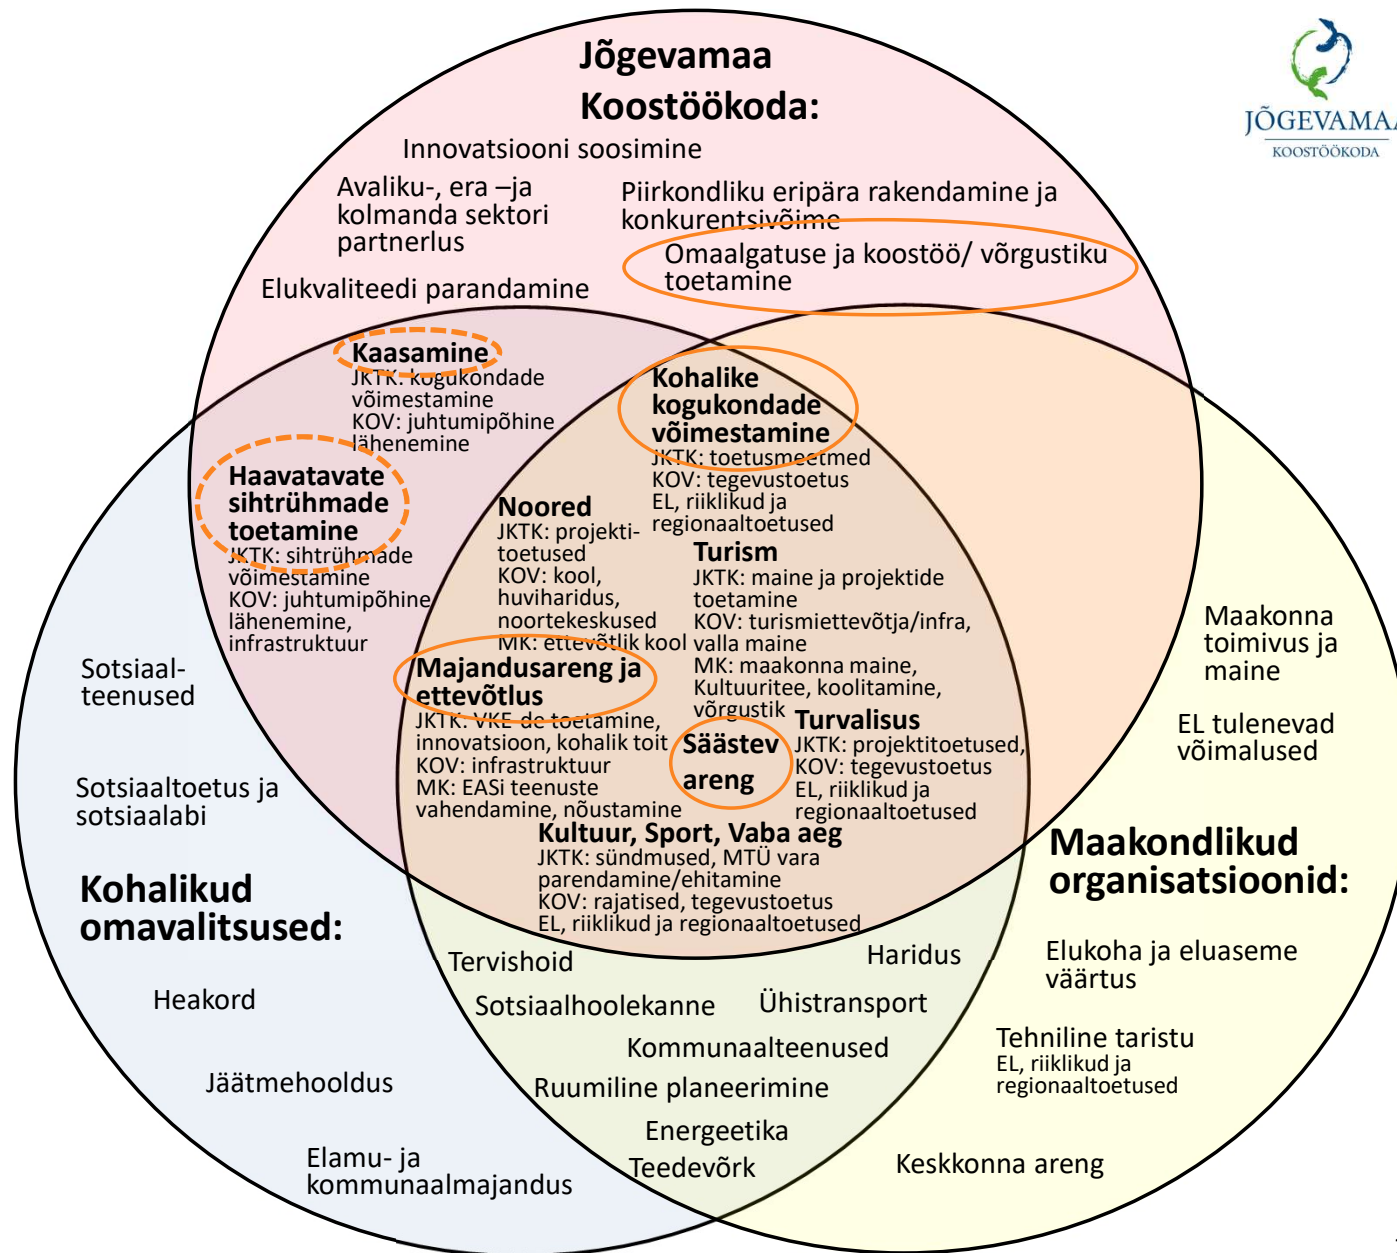 Jõgevamaa
Koostöökoda:
JÕGEVAMAA
KOOSTÖÖKODA
Innovatsiooni soosimine
Avaliku-, era –ja
kolmanda sektori
partnerlus
Piirkondliku eripära rakendamine ja
konkurentsivõime
Omaalgatuse ja koostöö/ võrgustiku
toetamine
Elukvaliteedi parandamine
Kaasamine
JKTK: kogukondade
võimestamine
KOV: juhtumipõhine
lähenemine
Kohalike
kogukondade
võimestamine
JKTK: toetusmeetmed
KOV: tegevustoetus
EL, riiklikud ja
regionaaltoetused
Haavatavate
sihtrühmade
toetamine
JKTK: sihtrühmade
võimestamine
KOV: juhtumipõhine
lähenemine,
infrastruktuur
Noored
JKTK: projekti-
toetused
KOV: kool,
huviharidus,
noortekeskused
MK: ettevõtlik kool
Turism
JKTK: maine ja projektide
toetamine
KOV: turismiettevõtja/infra,
valla maine
MK: maakonna maine,
Kultuuritee, koolitamine,
võrgustik
Majandusareng ja
ettevõtlus
JKTK: VKE-de toetamine,
innovatsioon, kohalik toit
KOV: infrastruktuur
MK: EASi teenuste
vahendamine, nõustamine
Säästev
areng
Turvalisus
JKTK: projektitoetused,
KOV: tegevustoetus
EL, riiklikud ja
regionaaltoetused
Kultuur, Sport, Vaba aeg
JKTK: sündmused, MTÜ vara
parendamine/ehitamine
KOV: rajatised, tegevustoetus
EL, riiklikud ja regionaaltoetused
Sotsiaal-
teenused
Sotsiaaltoetus ja
sotsiaalabi
Kohalikud
omavalitsused:
Heakord
Jäätmehooldus
Elamu- ja
kommunaalmajandus
Tervishoid
Haridus
Sotsiaalhoolekanne
Ühistransport
Kommunaalteenused
Ruumiline planeerimine
Energeetika
Teedevõrk
Maakonna
toimivus ja
maine
EL tulenevad
võimalused
Maakondlikud
organisatsioonid:
Elukoha ja eluaseme
väärtus
Tehniline taristu
EL, riiklikud ja
regionaaltoetused
Keskkonna areng